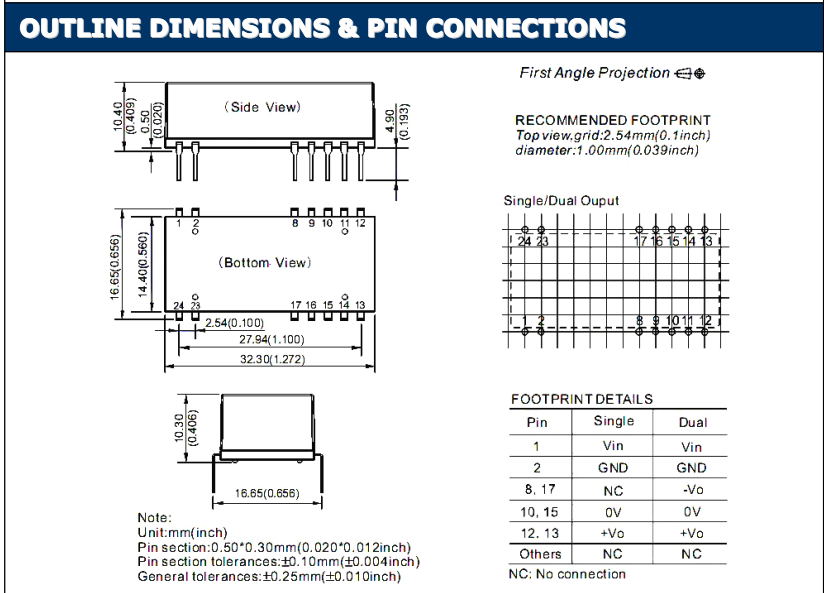 OUTLINE DIMENSIONS & PIN CONNECTIONS
First Angle Projection
RECOMMENDED FOOTPRINT
Top view,grid:2.54mm(0.1inch)
diameter:1.00mm(0.039inch)
10.40
(0.409)
0.50
(0.020)
(Side View)
4.90
(0.193)
1 2 8 9 10 11 12
16.65(0.656)
14.40(0.560)
(Bottom View)
24 23 17 16 15 14 13
2.54(0.100)
27.94(1.100)
32.30(1.272)
Single/Dual Ouput
24 23 17 16 15 14 13
1 2 8 9 10 11 12
10.30
(0.406)
16.65(0.656)
Note:
Unit:mm(inch)
Pin section:0.50*0.30mm(0.020*0.012inch)
Pin section tolerances:±0.10mm(±0.004inch)
General tolerances:±0.25mm(±0.010inch)
FOOTPRINT DETAILS
Pin Single Dual
1 Vin Vin
2 GND GND
8, 17 NC -Vo
10, 15 0V 0V
12. 13 +Vo +Vo
Others NC NC
NC: No connection